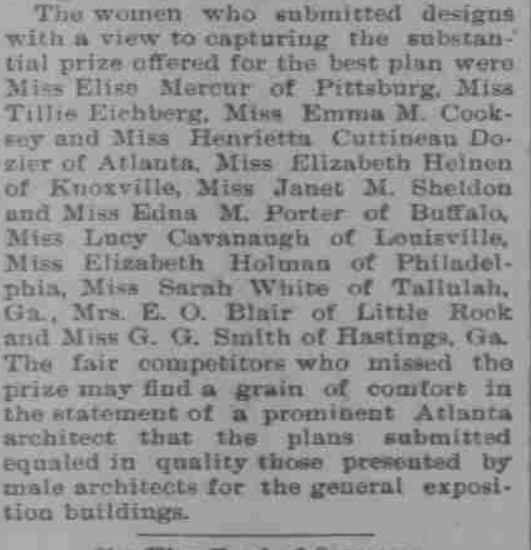 The women who submitted designs
with a view to capturing the substan-
tial prize offered for the best plan were
Miss Elise Mercur of Pittsburg, Miss
Tillie Eichberg, Miss Emma M. Cook-
sey and Miss Henrietta Cuttineau Do-
zier of Atlanta, Miss Elizabeth Heinen
of Knoxville, Miss Janet M. Sheldon
and Miss Edna M. Porter of Buffalo,
Miss Lucy Cavanaugh of Louisville,
Miss Elizabeth Holman of Philadel-
phia, Miss Sarah White of Tallulah,
Ga., Mrs. E. O. Blair of Little Rock
and Miss G. G. Smith of Hastings, Ga.
The fair competitors who missed the
prize may find a grain of comfort in
the statement of a prominent Atlanta
architect that the plans submitted
equaled in quality those presented by
male architects for the general exposi-
tion buildings.